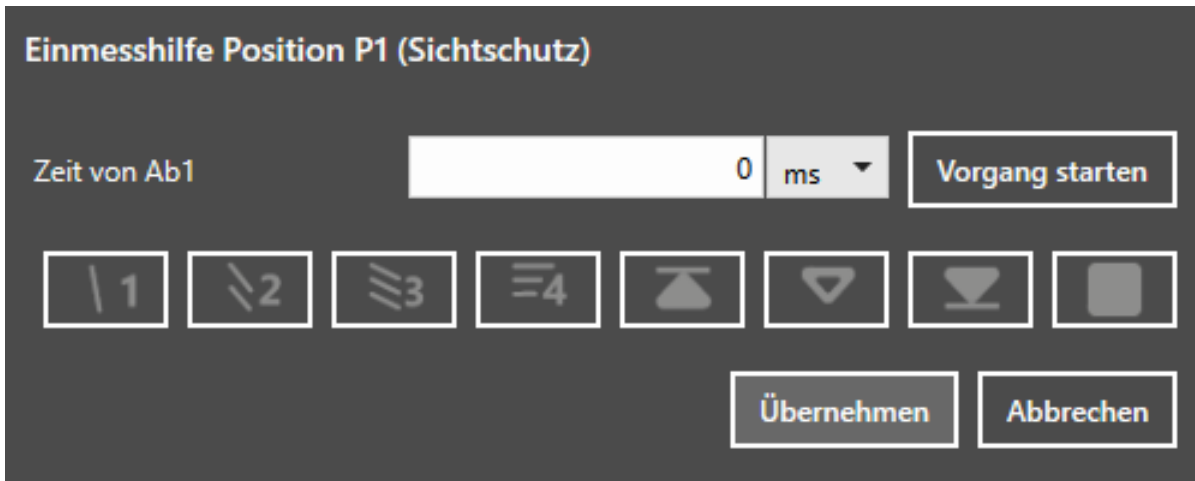 Einmesshilfe Position P1 (Sichtschutz)
Zeit von Ab1 0 ms Vorgang starten
1 2 3 4
Übernehmen Abbrechen